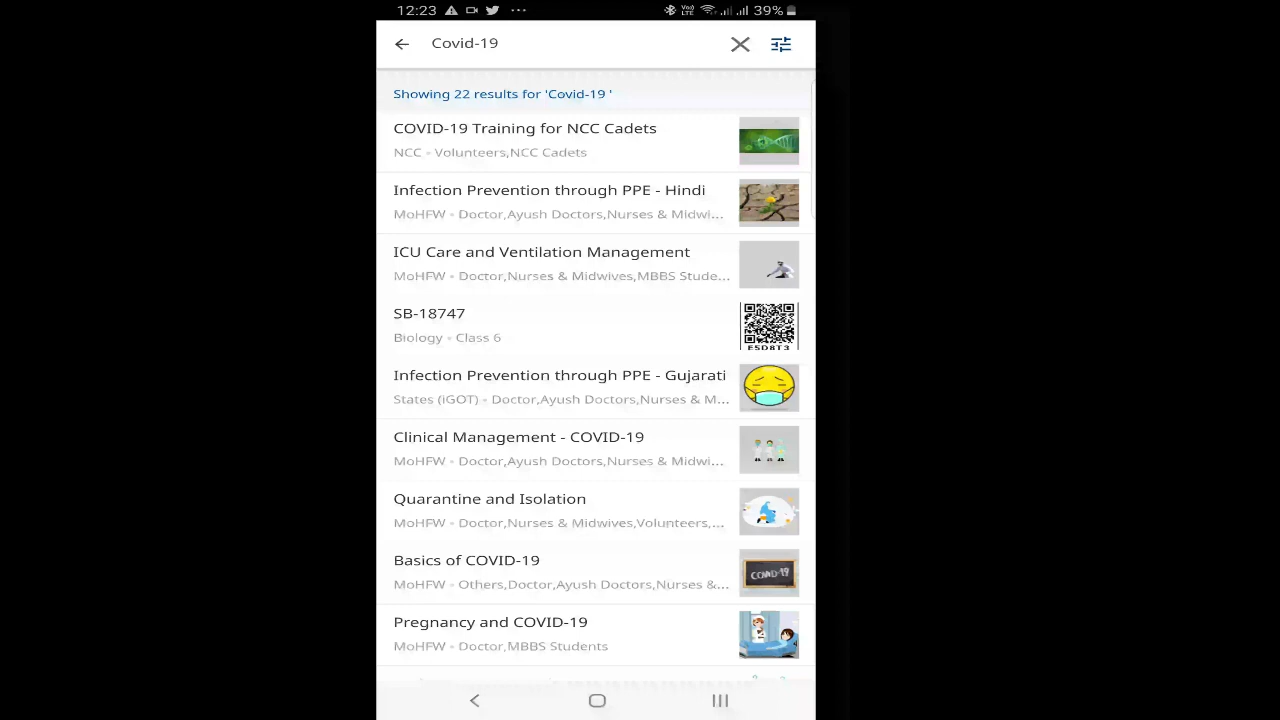 12:23 39%
Covid-19
Showing 22 results for 'Covid-19 '
COVID-19 Training for NCC Cadets
NCC • Volunteers,NCC Cadets
Infection Prevention through PPE - Hindi
MoHFW • Doctor,Ayush Doctors,Nurses & Midwi...
ICU Care and Ventilation Management
MoHFW • Doctor,Nurses & Midwives,MBBS Stude...
SB-18747
Biology • Class 6
ESD8T3
Infection Prevention through PPE - Gujarati
States (iGOT) • Doctor,Ayush Doctors,Nurses & M...
Clinical Management - COVID-19
MoHFW • Doctor,Ayush Doctors,Nurses & Midwi...
Quarantine and Isolation
MoHFW • Doctor,Nurses & Midwives,Volunteers,...
Basics of COVID-19
MoHFW • Others,Doctor,Ayush Doctors,Nurses &...
COVID-19
Pregnancy and COVID-19
MoHFW • Doctor,MBBS Students